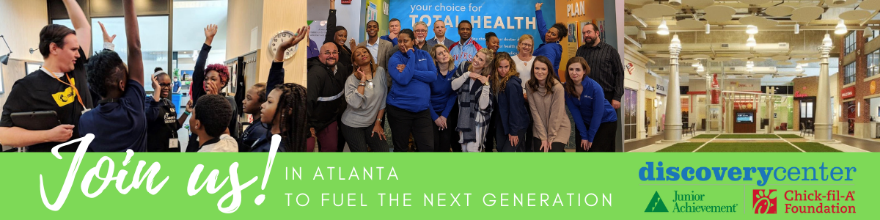 your choice for
TOTAL HEALTH
PLAN
Join us!
IN ATLANTA
TO FUEL THE NEXT GENERATION
discoverycenter
Junior
Achievement
Chick-fil-A
Foundation